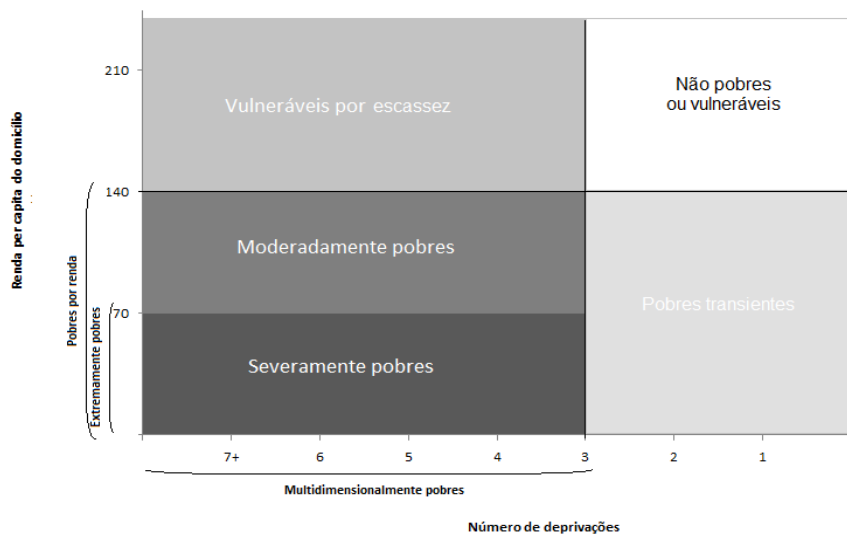 210
Vulneráveis por escassez
Não pobres
ou vulneráveis
Renda per capita do domicílio
140
Moderadamente pobres
Pobres por renda
Extremamente pobres
70
Pobres transientes
Severamente pobres
7+ 6 5 4 3 2 1
Multidimensionalmente pobres
Número de deprivações